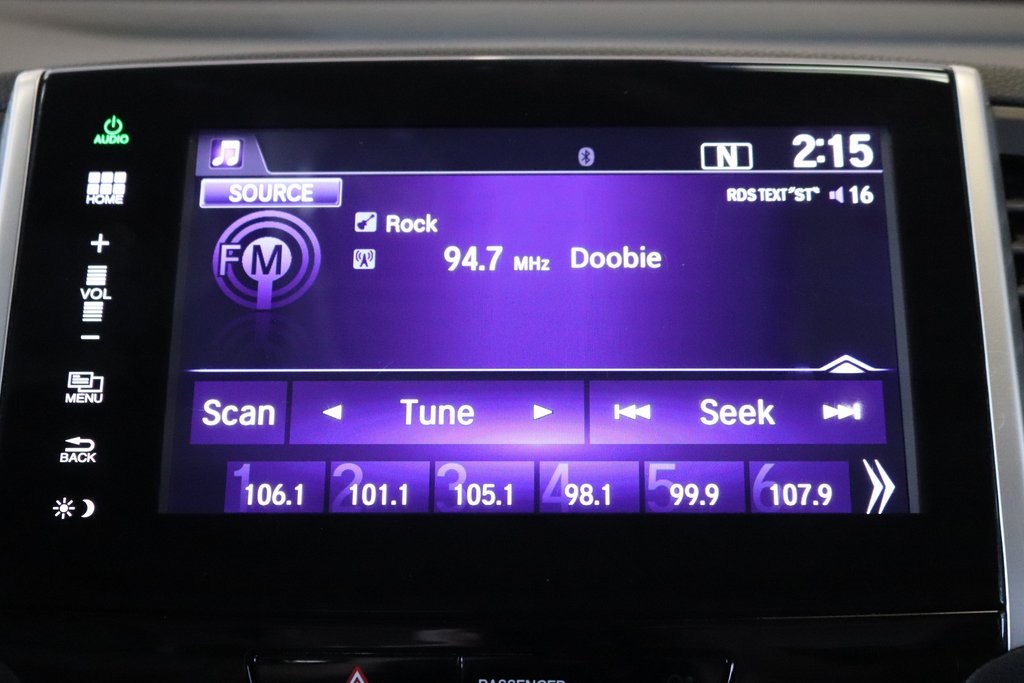 AUDIO
HOME
+
VOL
−
MENU
BACK
N 2:15
SOURCE
RDS TEXT "ST" 16
FM
Rock
94.7 MHz Doobie
Scan Tune Seek
1 106.1
2 101.1
3 105.1
4 98.1
5 99.9
6 107.9
PASSENGER